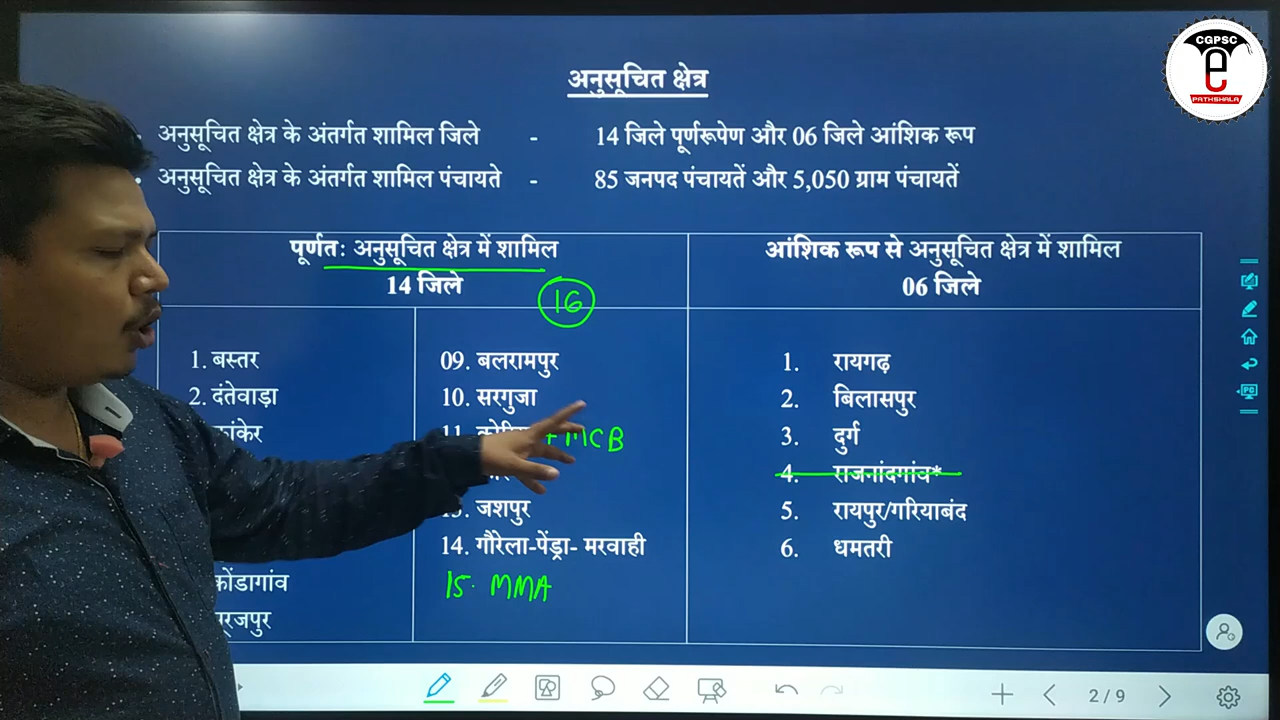 CGPSC
e
PATHSHALA
अनुसूचित क्षेत्र
अनुसूचित क्षेत्र के अंतर्गत शामिल जिले - 14 जिले पूर्णरूपेण और 06 जिले आंशिक रूप
अनुसूचित क्षेत्र के अंतर्गत शामिल पंचायते - 85 जनपद पंचायतें और 5,050 ग्राम पंचायतें
पूर्णतः अनुसूचित क्षेत्र में शामिल
14 जिले
16
1. बस्तर
2. दंतेवाड़ा
कोंडागांव
09. बलरामपुर
10. सरगुजा
11. + MCB
जशपुर
14. गौरेला-पेंड्रा- मरवाही
15. MMA
आंशिक रूप से अनुसूचित क्षेत्र में शामिल
06 जिले
1. रायगढ़
2. बिलासपुर
3. दुर्ग
4. राजनांदगांव*
5. रायपुर/गरियाबंद
6. धमतरी
PC
2/9